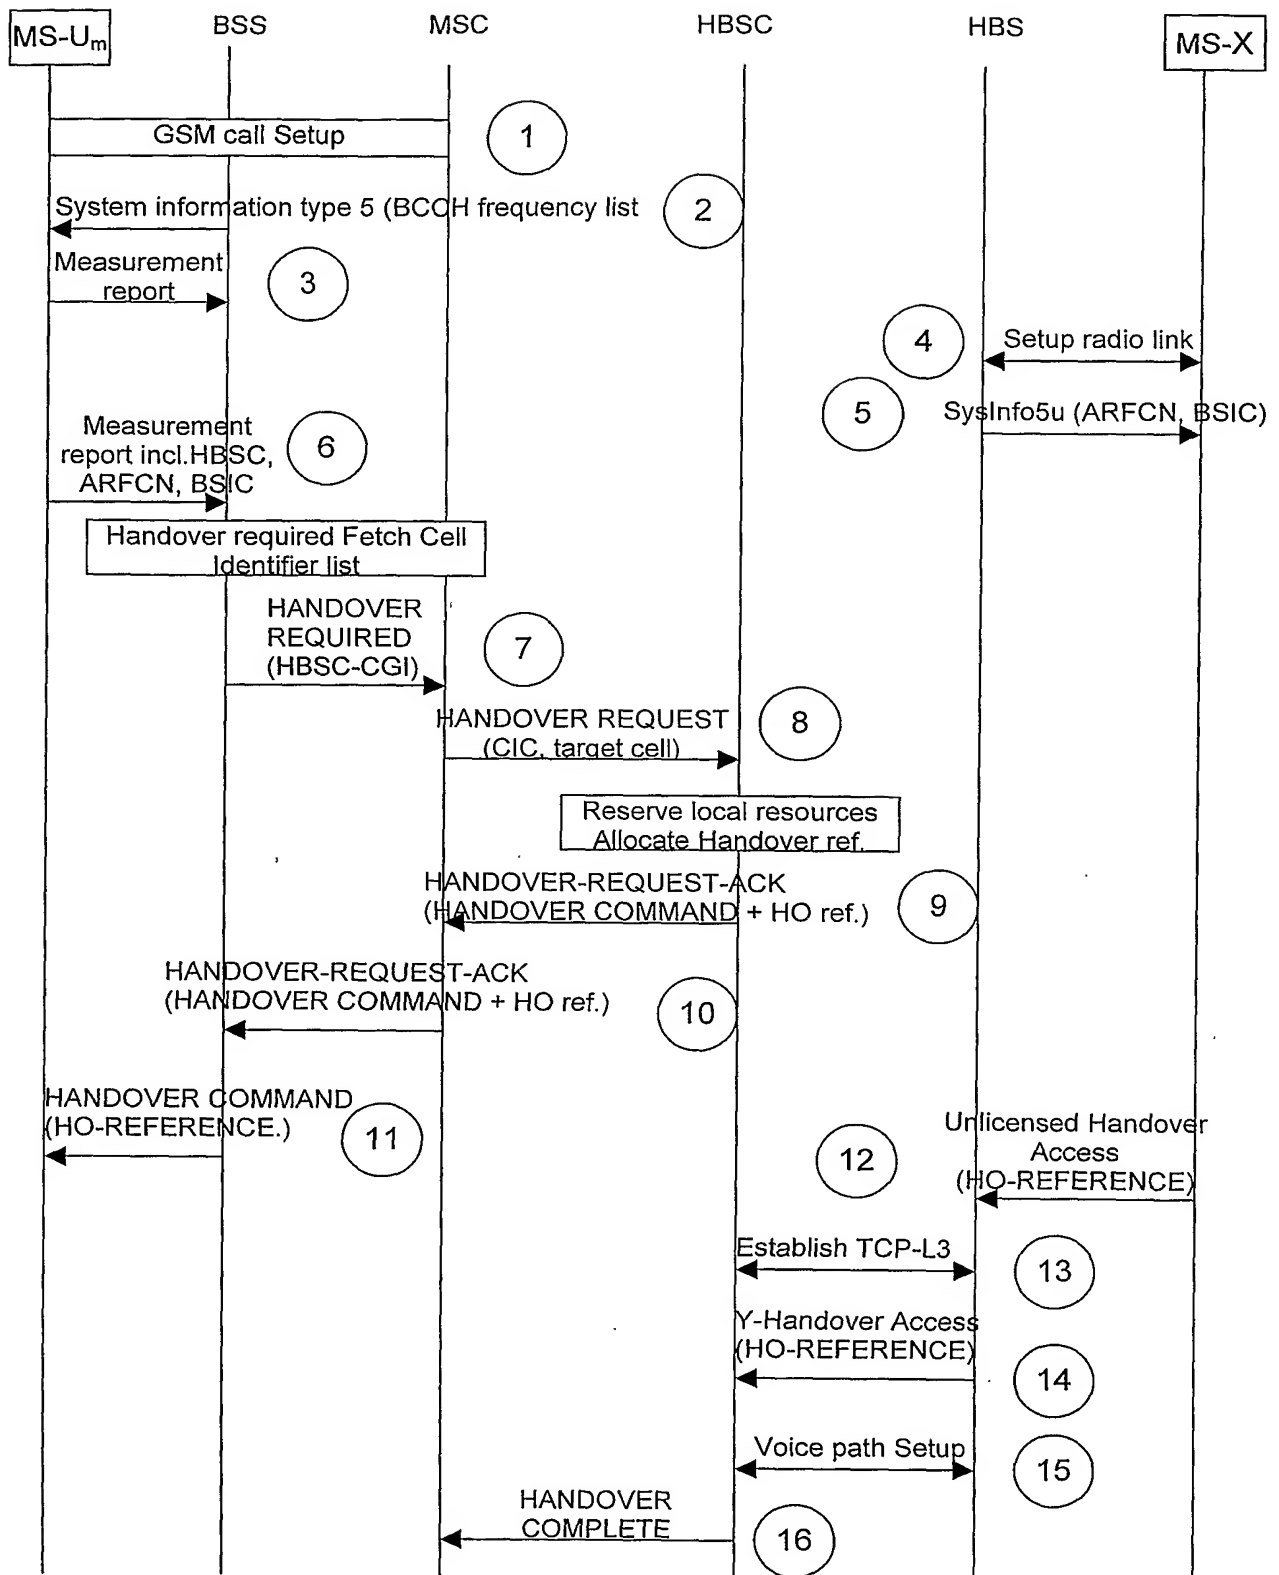 MS-Um
BSS
MSC
HBSC
HBS
MS-X
GSM call Setup
1
System information type 5 (BCCH frequency list
2
Measurement
report
3
4
Setup radio link
5
SysInfo5u (ARFCN, BSIC)
Measurement
report incl.HBSC,
ARFCN, BSIC
6
Handover required Fetch Cell
Identifier list
HANDOVER
REQUIRED
(HBSC-CGI)
7
HANDOVER REQUEST
(CIC, target cell)
8
Reserve local resources
Allocate Handover ref.
HANDOVER-REQUEST-ACK
(HANDOVER COMMAND + HO ref.)
9
HANDOVER-REQUEST-ACK
(HANDOVER COMMAND + HO ref.)
10
HANDOVER COMMAND
(HO-REFERENCE.)
11
12
Unlicensed Handover
Access
(HO-REFERENCE)
Establish TCP-L3
13
Y-Handover Access
(HO-REFERENCE)
14
Voice path Setup
15
HANDOVER
COMPLETE
16